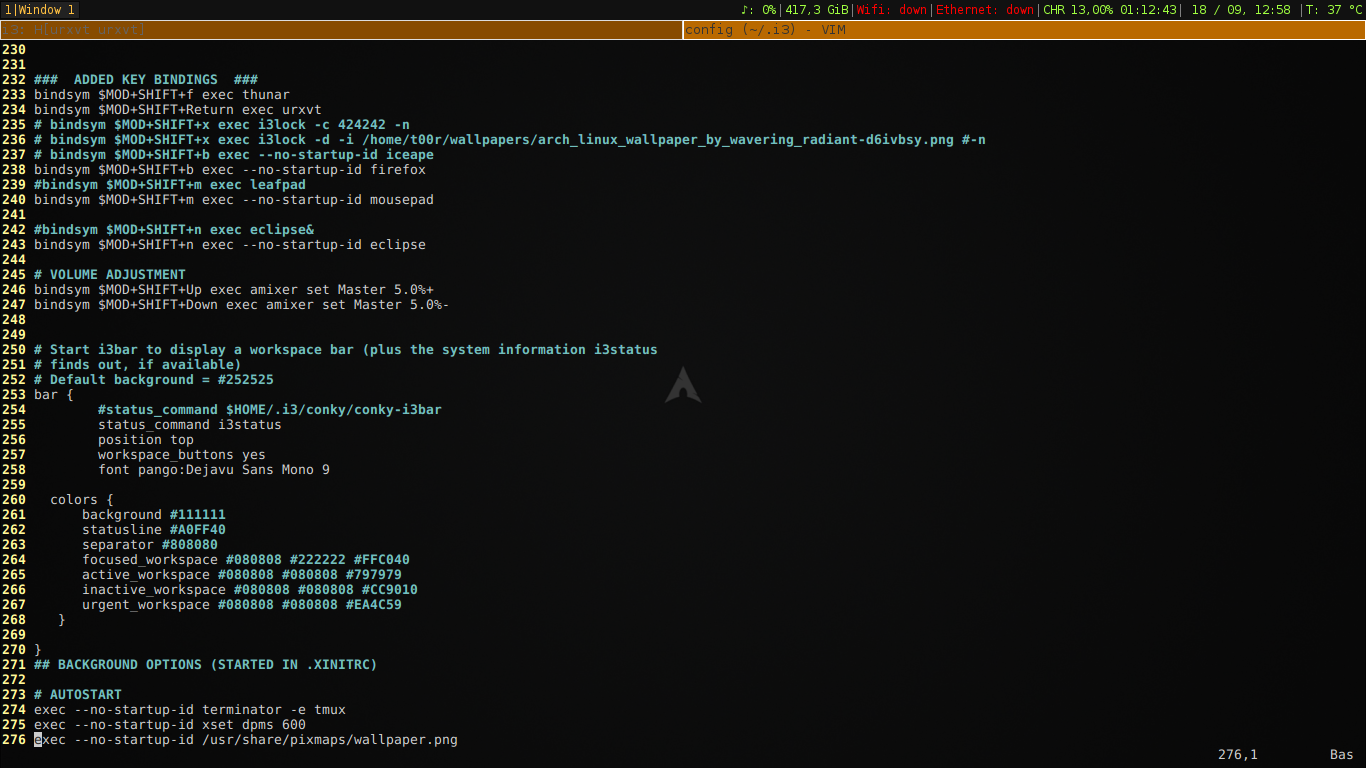 1 Window 1 ♪: 0%|417,3 GiB|Wifi: down|Ethernet: down|CHR 13,00% 01:12:43| 18 / 09, 12:58 |T: 37 °C
i3: H[urxvt urxvt] config (~/.i3) - VIM
230
231
232 ###  ADDED KEY BINDINGS  ###
233 bindsym $MOD+SHIFT+f exec thunar
234 bindsym $MOD+SHIFT+Return exec urxvt
235 # bindsym $MOD+SHIFT+x exec i3lock -c 424242 -n
236 # bindsym $MOD+SHIFT+x exec i3lock -d -i /home/t00r/wallpapers/arch_linux_wallpaper_by_wavering_radiant-d6ivbsy.png #-n
237 # bindsym $MOD+SHIFT+b exec --no-startup-id iceape
238 bindsym $MOD+SHIFT+b exec --no-startup-id firefox
239 #bindsym $MOD+SHIFT+m exec leafpad
240 bindsym $MOD+SHIFT+m exec --no-startup-id mousepad
241
242 #bindsym $MOD+SHIFT+n exec eclipse&
243 bindsym $MOD+SHIFT+n exec --no-startup-id eclipse
244
245 # VOLUME ADJUSTMENT
246 bindsym $MOD+SHIFT+Up exec amixer set Master 5.0%+
247 bindsym $MOD+SHIFT+Down exec amixer set Master 5.0%-
248
249
250 # Start i3bar to display a workspace bar (plus the system information i3status
251 # finds out, if available)
252 # Default background = #252525
253 bar {
254         #status_command $HOME/.i3/conky/conky-i3bar
255         status_command i3status
256         position top
257         workspace_buttons yes
258         font pango:Dejavu Sans Mono 9
259
260   colors {
261       background #111111
262       statusline #A0FF40
263       separator #808080
264       focused_workspace #080808 #222222 #FFC040
265       active_workspace #080808 #080808 #797979
266       inactive_workspace #080808 #080808 #CC9010
267       urgent_workspace #080808 #080808 #EA4C59
268    }
269
270 }
271 ## BACKGROUND OPTIONS (STARTED IN .XINITRC)
272
273 # AUTOSTART
274 exec --no-startup-id terminator -e tmux
275 exec --no-startup-id xset dpms 600
276 exec --no-startup-id /usr/share/pixmaps/wallpaper.png
276,1 Bas